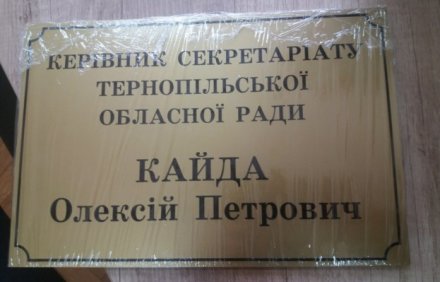 КЕРІВНИК СЕКРЕТАРІАТУ
ТЕРНОПІЛЬСЬКОЇ
ОБЛАСНОЇ РАДИ
КАЙДА
Олексій Петрович